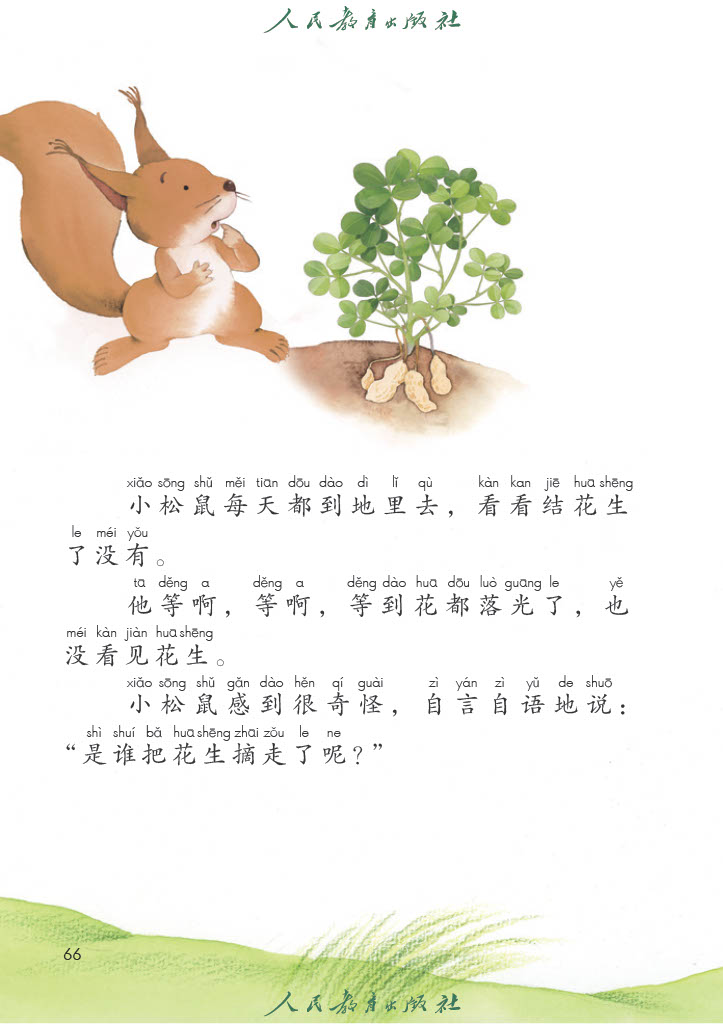 人民教育出版社
xiǎo sōng shǔ měi tiān dōu dào dì lǐ qù kàn kan jiē huā shēng
小松鼠每天都到地里去，看看结花生
le méi yǒu
了没有。
tā děng a děng a děng dào huā dōu luò guāng le yě
他等啊，等啊，等到花都落光了，也
méi kàn jiàn huā shēng
没看见花生。
xiǎo sōng shǔ gǎn dào hěn qí guài zì yán zì yǔ de shuō
小松鼠感到很奇怪，自言自语地说：
shì shuí bǎ huā shēng zhāi zǒu le ne
“是谁把花生摘走了呢？”
66
人民教育出版社